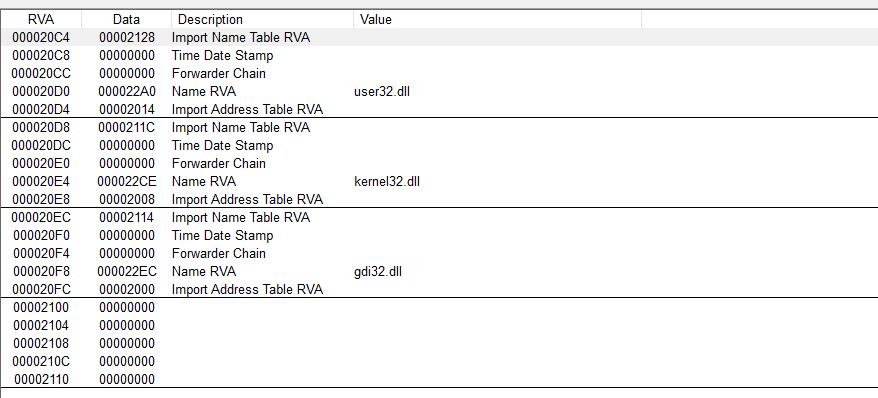 RVA Data Description Value
000020C4 00002128 Import Name Table RVA
000020C8 00000000 Time Date Stamp
000020CC 00000000 Forwarder Chain
000020D0 000022A0 Name RVA user32.dll
000020D4 00002014 Import Address Table RVA
000020D8 0000211C Import Name Table RVA
000020DC 00000000 Time Date Stamp
000020E0 00000000 Forwarder Chain
000020E4 000022CE Name RVA kernel32.dll
000020E8 00002008 Import Address Table RVA
000020EC 00002114 Import Name Table RVA
000020F0 00000000 Time Date Stamp
000020F4 00000000 Forwarder Chain
000020F8 000022EC Name RVA gdi32.dll
000020FC 00002000 Import Address Table RVA
00002100 00000000
00002104 00000000
00002108 00000000
0000210C 00000000
00002110 00000000